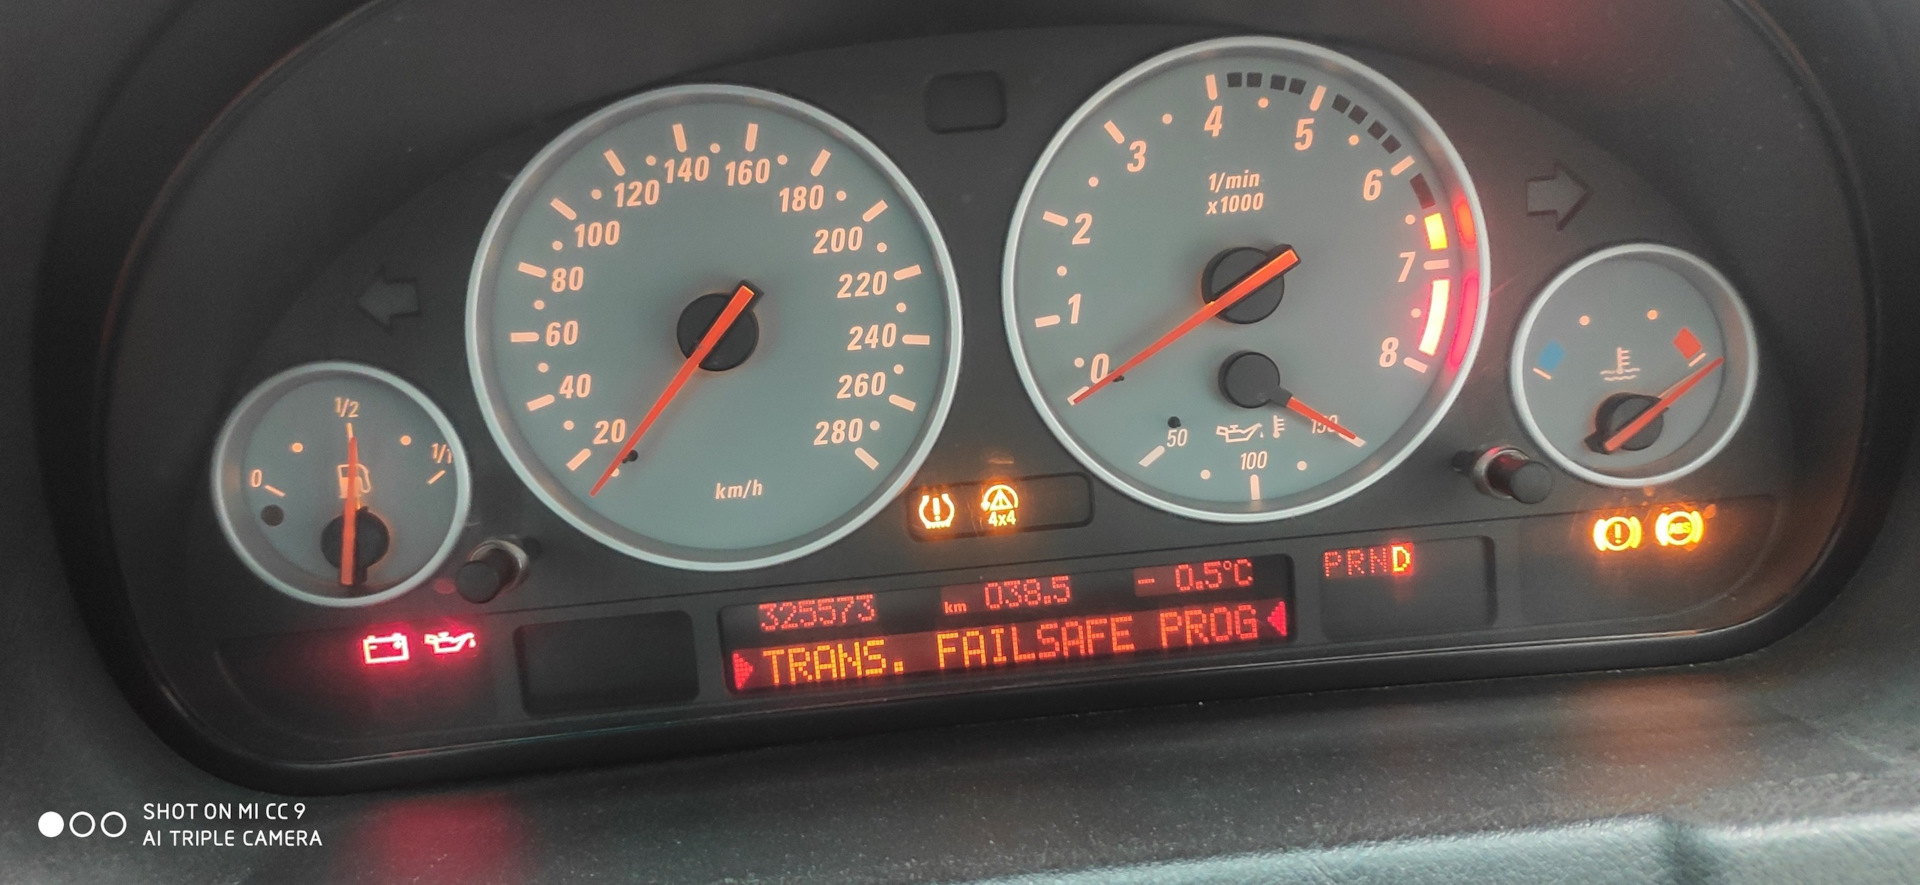 0
1/2
1/1
20
40
60
80
100
120
140
160
180
200
220
240
260
280
km/h
0
1
2
3
4
5
6
7
8
1/min
x1000
50
100
150
4x4
ABS
325573 km 038.5 - 0.5°C
TRANS. FAILSAFE PROG
PRND
SHOT ON MI CC 9
AI TRIPLE CAMERA